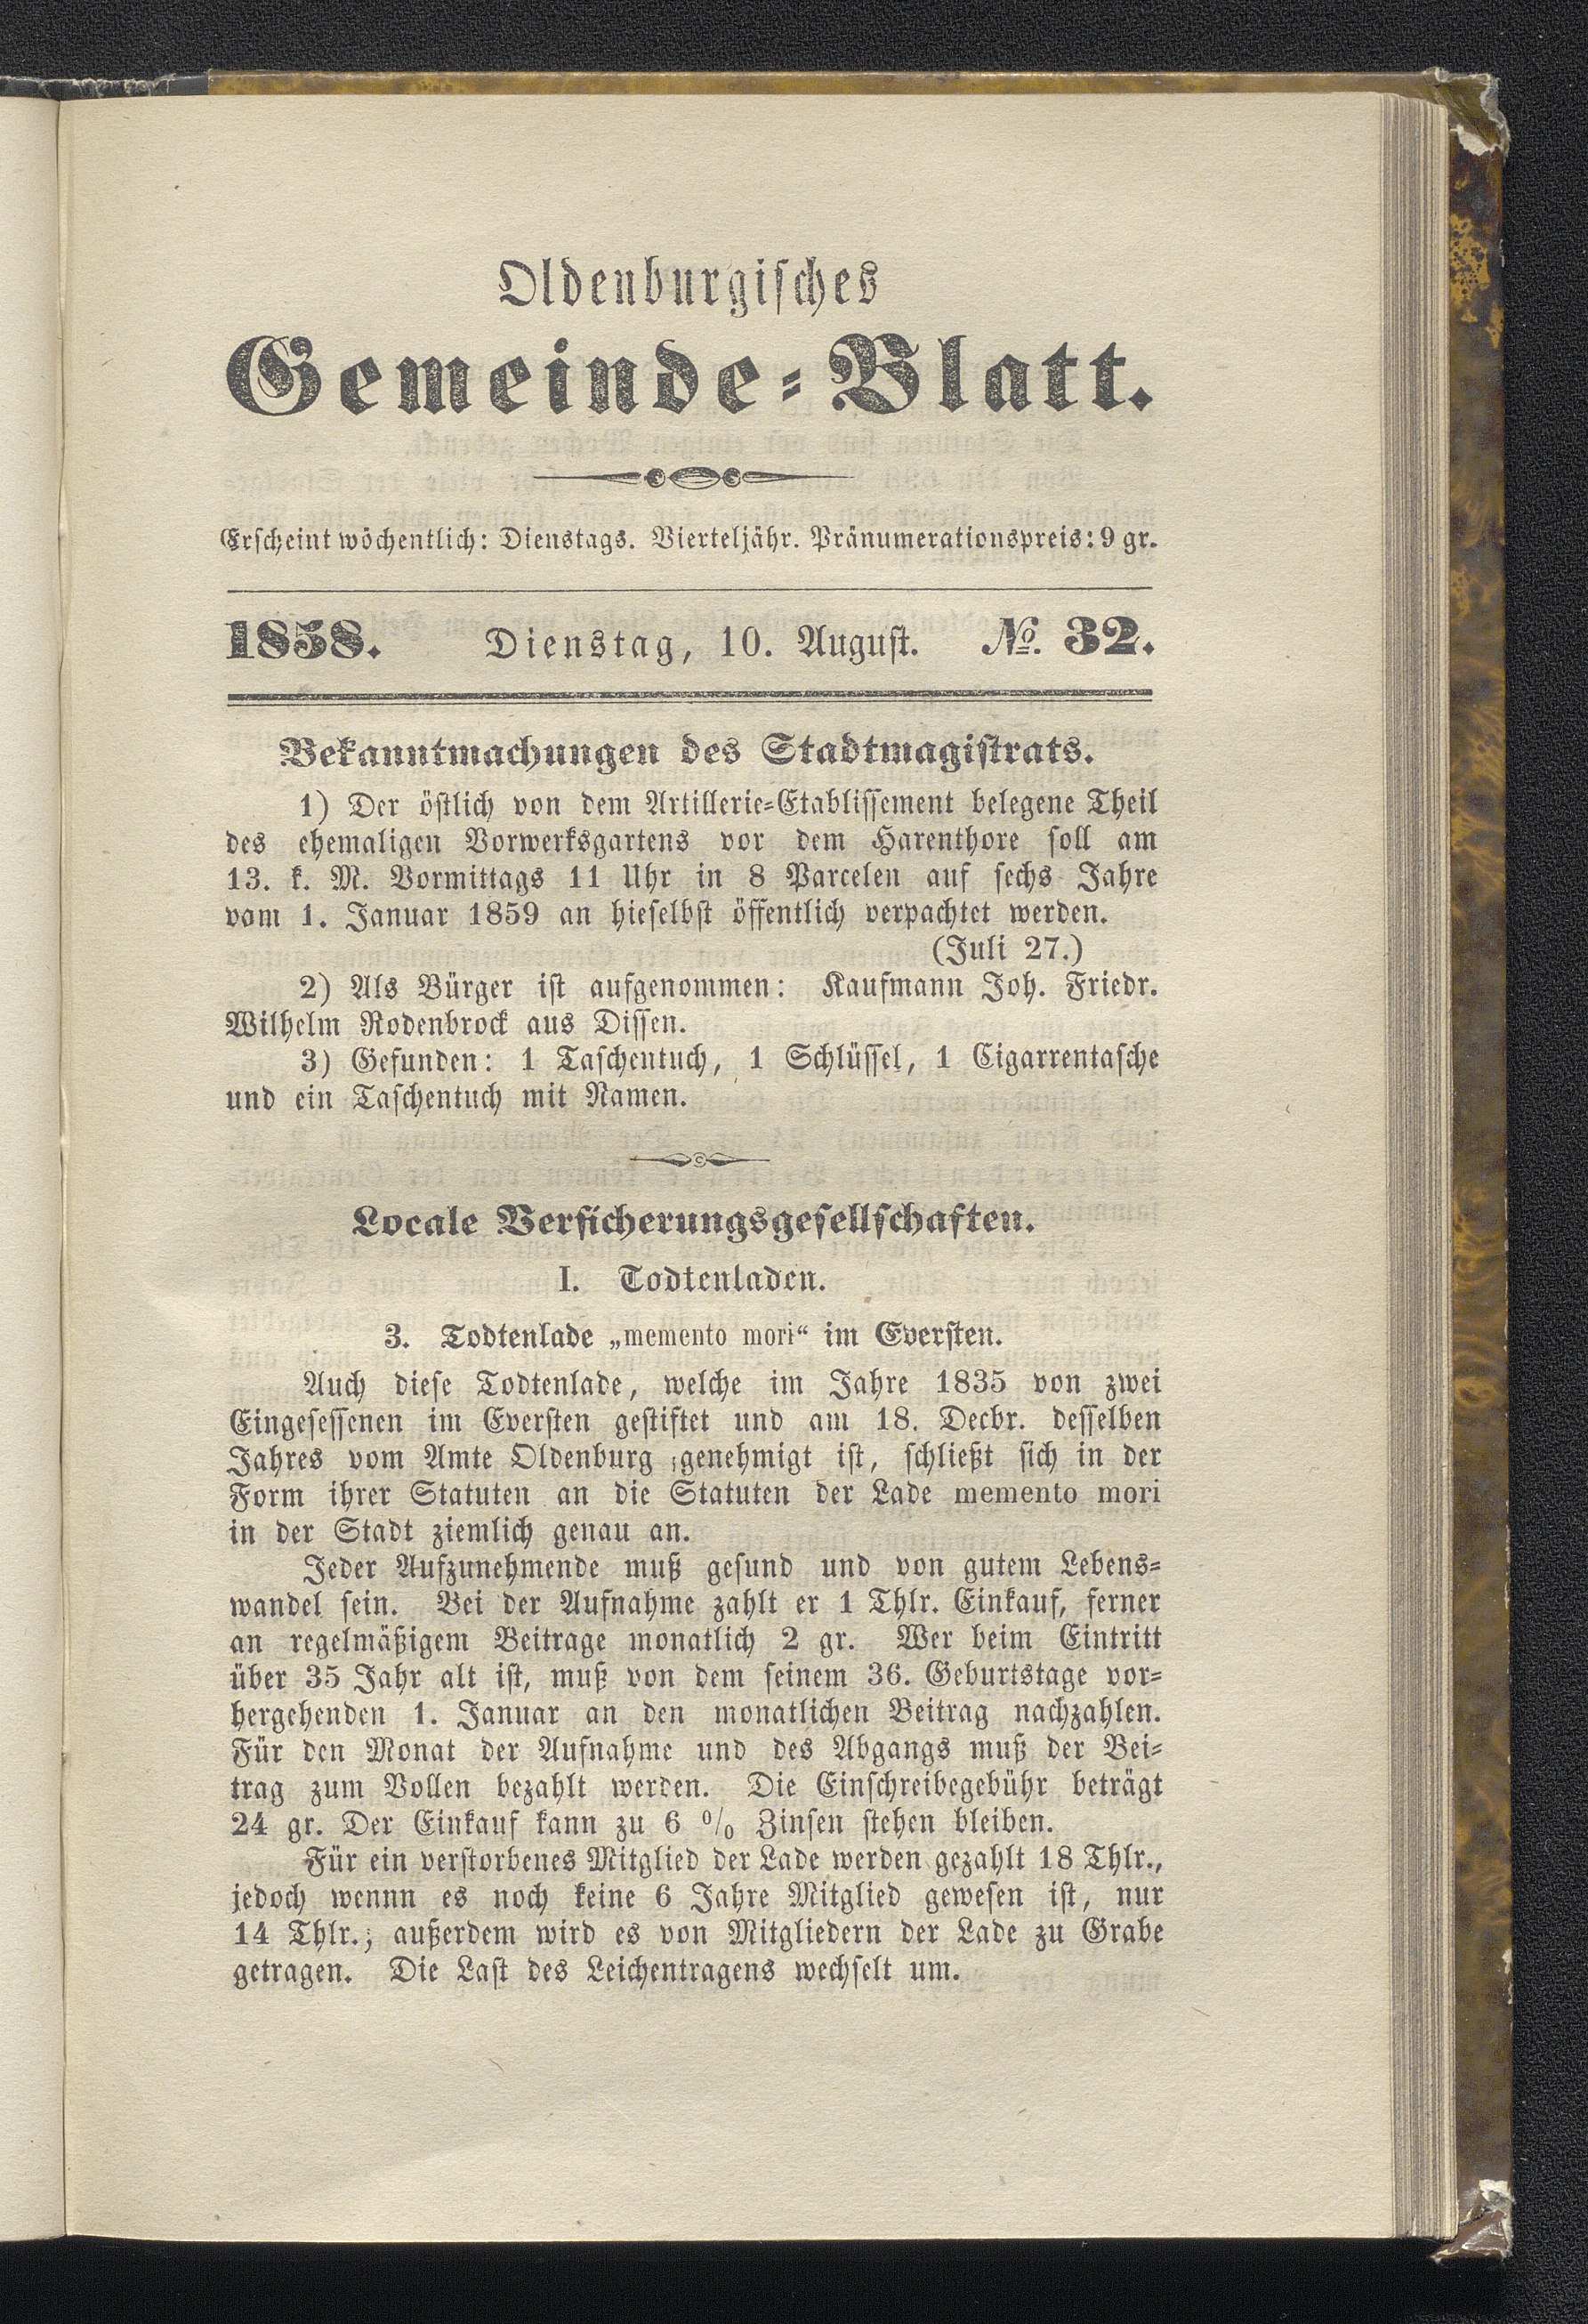 Oldenburgisches
Gemeinde-Blatt.
Erscheint wöchentlich: Dienstags. Vierteljähr. Pränumerationspreis: 9 gr.
1858. Dienstag, 10. August. №. 32.
Bekanntmachungen des Stadtmagistrats.
1) Der östlich von dem Artillerie-Etablissement belegene Theil
des ehemaligen Vorwerksgartens vor dem Harenthore soll am
13. k. M. Vormittags 11 Uhr in 8 Parcelen auf sechs Jahre
vom 1. Januar 1859 an hieselbst öffentlich verpachtet werden.
(Juli 27.)
2) Als Bürger ist aufgenommen: Kaufmann Joh. Friedr.
Wilhelm Rodenbrock aus Dissen.
3) Gefunden: 1 Taschentuch, 1 Schlüssel, 1 Cigarrentasche
und ein Taschentuch mit Namen.
Locale Versicherungsgesellschaften.
I. Todtenladen.
3. Todtenlade „memento mori“ im Eversten.
Auch diese Todtenlade, welche im Jahre 1835 von zwei
Eingesessenen im Eversten gestiftet und am 18. Decbr. desselben
Jahres vom Amte Oldenburg genehmigt ist, schließt sich in der
Form ihrer Statuten an die Statuten der Lade memento mori
in der Stadt ziemlich genau an.
Jeder Aufzunehmende muß gesund und von gutem Lebens-
wandel sein. Bei der Aufnahme zahlt er 1 Thlr. Einkauf, ferner
an regelmäßigem Beitrage monatlich 2 gr. Wer beim Eintritt
über 35 Jahr alt ist, muß von dem seinem 36. Geburtstage vor-
hergehenden 1. Januar an den monatlichen Beitrag nachzahlen.
Für den Monat der Aufnahme und des Abgangs muß der Bei-
trag zum Vollen bezahlt werden. Die Einschreibegebühr beträgt
24 gr. Der Einkauf kann zu 6 % Zinsen stehen bleiben.
Für ein verstorbenes Mitglied der Lade werden gezahlt 18 Thlr.,
jedoch wennn es noch keine 6 Jahre Mitglied gewesen ist, nur
14 Thlr.; außerdem wird es von Mitgliedern der Lade zu Grabe
getragen. Die Last des Leichentragens wechselt um.